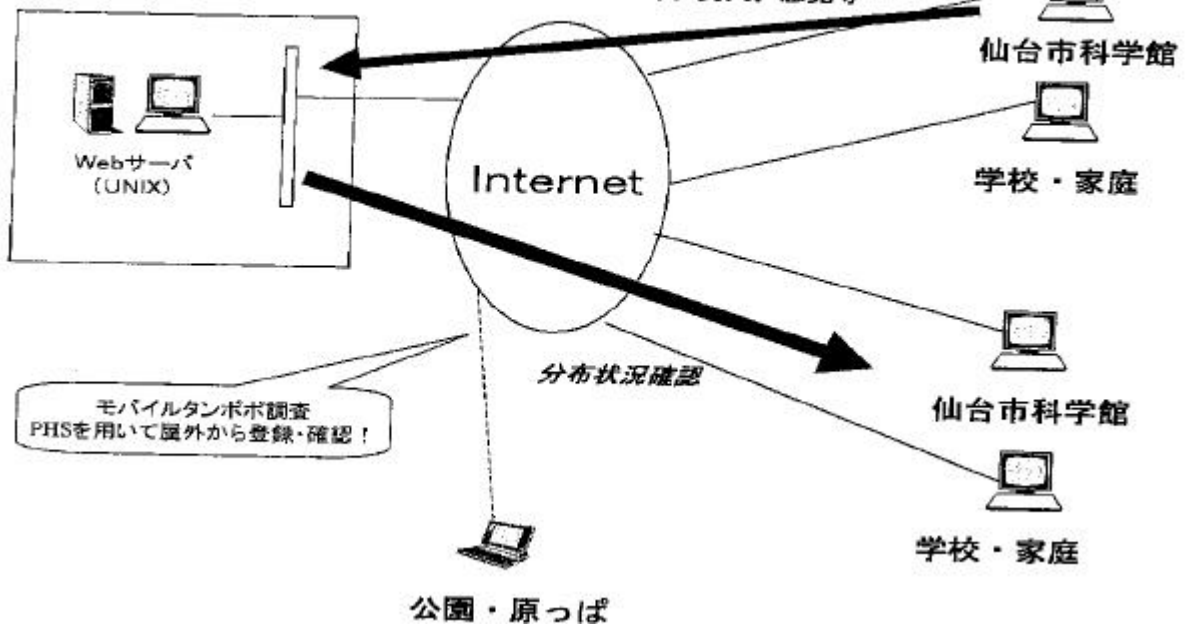 仙台市科学館
学校・家庭
Webサーバ
(UNIX)
Internet
分布状況確認
モバイルタンポポ調査
PHSを用いて屋外から登録・確認！
仙台市科学館
学校・家庭
公園・原っぱ